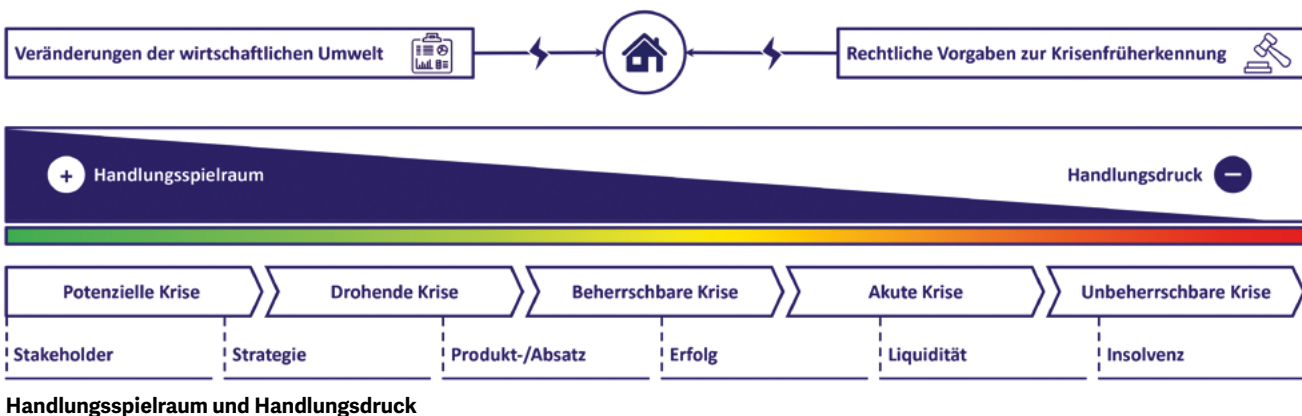 Veränderungen der wirtschaftlichen Umwelt
Rechtliche Vorgaben zur Krisenfrüherkennung
+ Handlungsspielraum
Handlungsdruck −
Potenzielle Krise
Drohende Krise
Beherrschbare Krise
Akute Krise
Unbeherrschbare Krise
Stakeholder
Strategie
Produkt-/Absatz
Erfolg
Liquidität
Insolvenz
Handlungsspielraum und Handlungsdruck